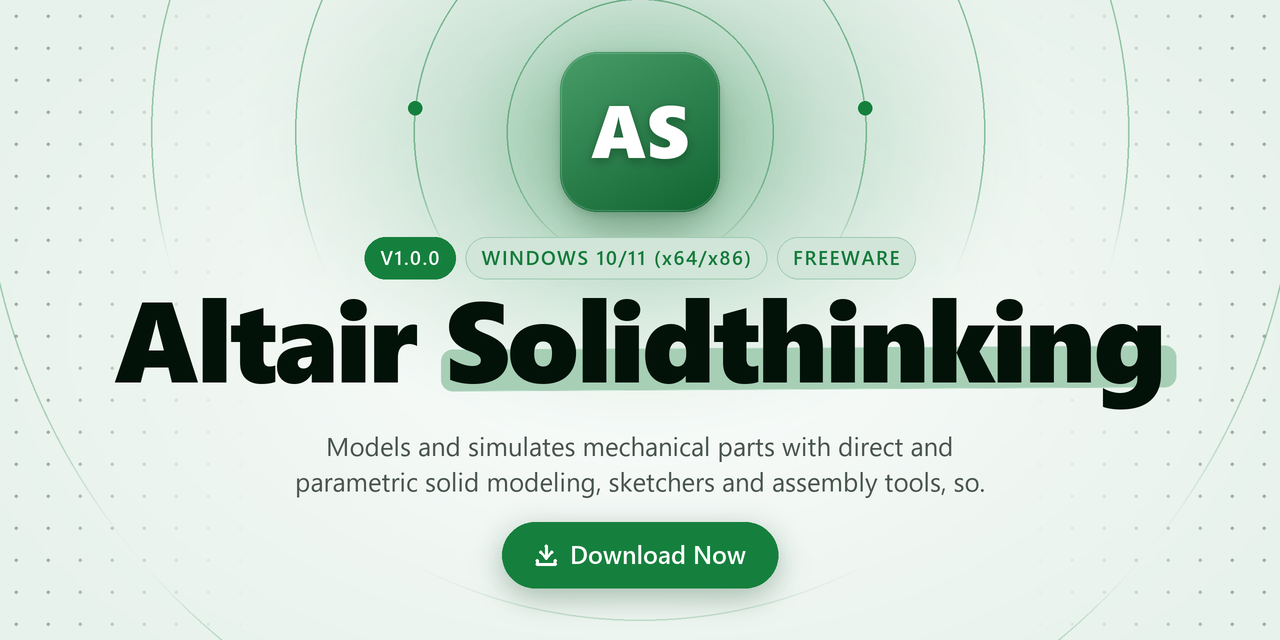 AS
V1.0.0
WINDOWS 10/11 (x64/x86)
FREEWARE
Altair Solidthinking
Models and simulates mechanical parts with direct and
parametric solid modeling, sketchers and assembly tools, so.
Download Now